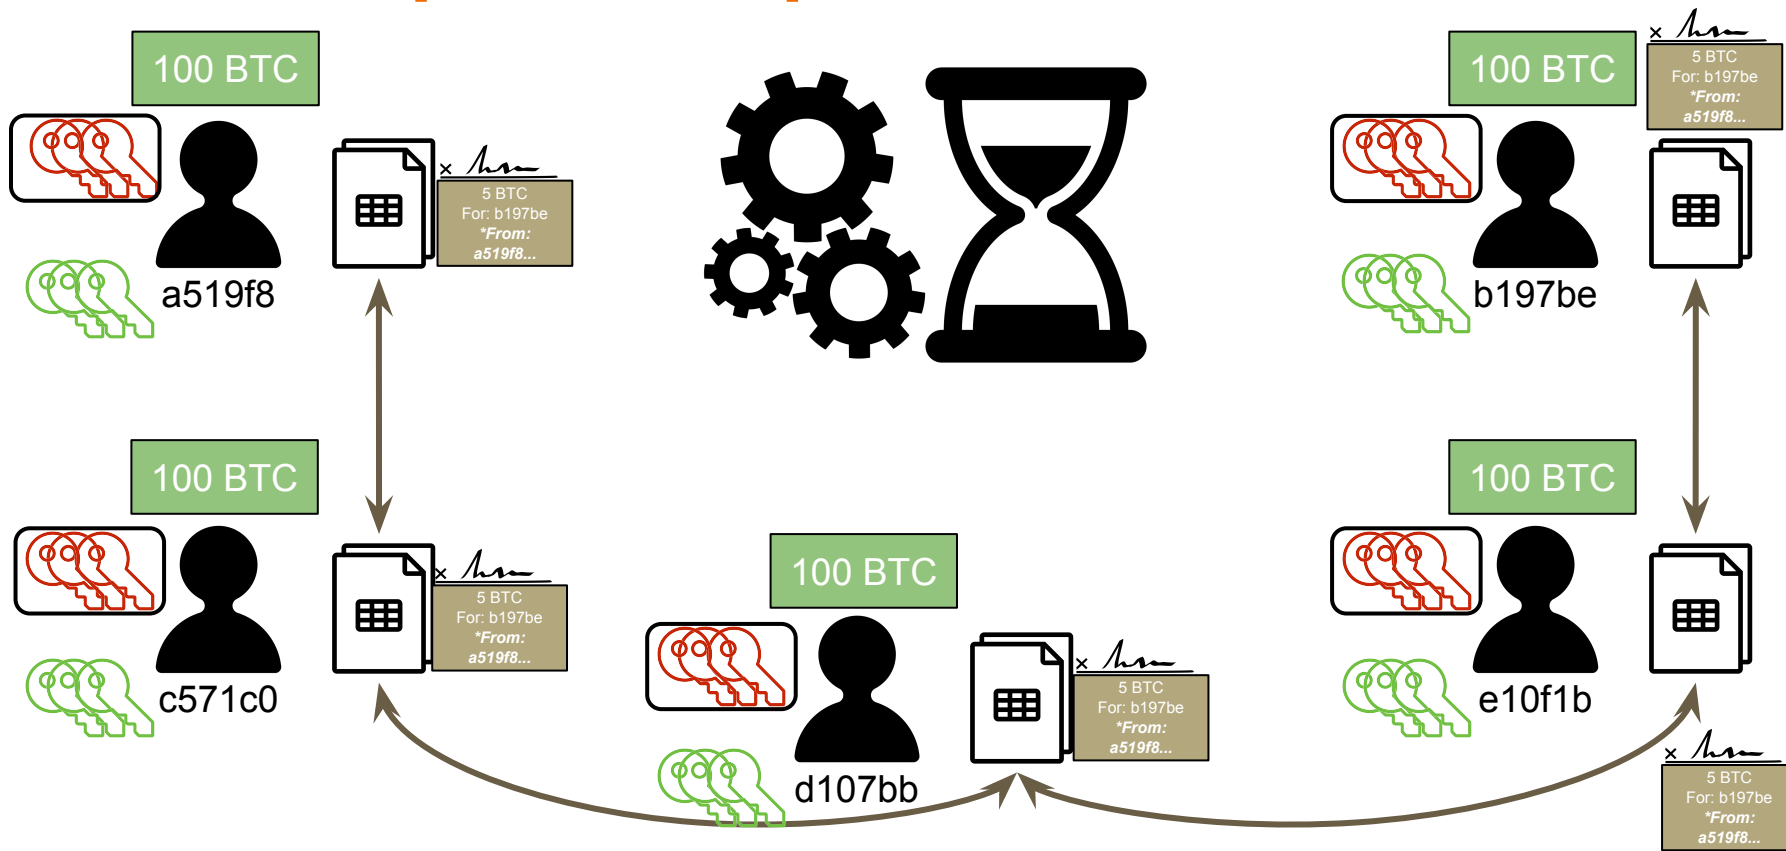 100 BTC
a519f8
×
5 BTC
For: b197be
*From:
a519f8...
100 BTC
×
5 BTC
For: b197be
*From:
a519f8...
b197be
100 BTC
c571c0
×
5 BTC
For: b197be
*From:
a519f8...
100 BTC
d107bb
×
5 BTC
For: b197be
*From:
a519f8...
100 BTC
e10f1b
×
5 BTC
For: b197be
*From:
a519f8...